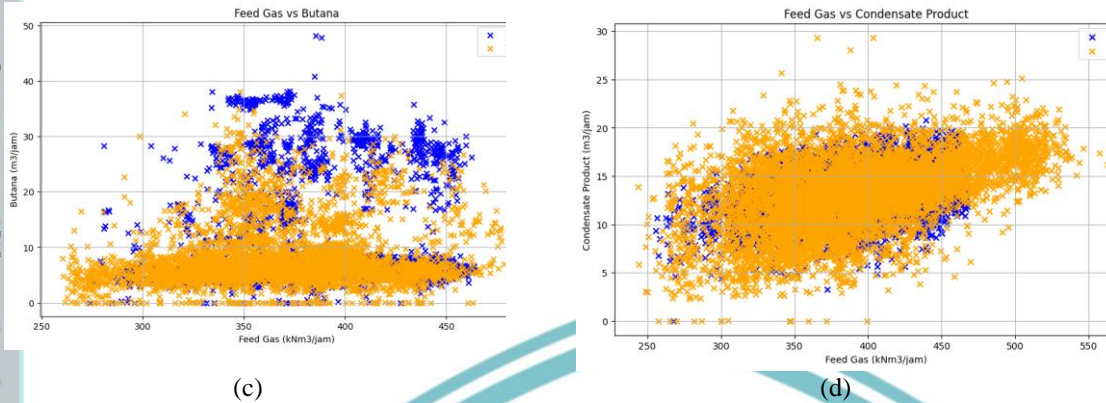 Feed Gas vs Butana
50
40
30
20
10
0
Butana (m3/jam)
250 300 350 400 450
Feed Gas (kNm3/jam)
(c)
Feed Gas vs Condensate Product
30
25
20
15
10
5
0
Condensate Product (m3/jam)
250 300 350 400 450 500 550
Feed Gas (kNm3/jam)
(d)